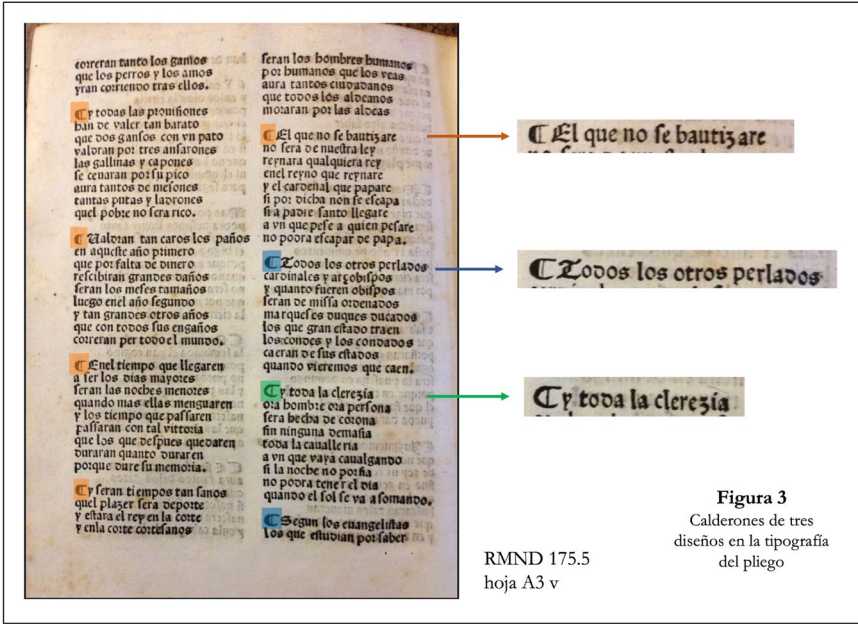 correran tanto los ganſos
que los perros y los amos
yran corriendo tras ellos.
¶ y todas las prouiſiones
han de valer tan barato
que dos ganſos con vn pato
valdran por tres anſarones
las gallinas y capones
ſe cenaran por ſu pico
aura tantos de meſones
tantas putas y ladrones
quel pobre no ſera rico.
¶ Ualdran tan caros los paños
en aqueſte año primero
que por falta de dinero
reſcibiran grandes daños
ſeran los meſes tamaños
luego enel año ſegundo
y tan grandes otros años
que con todos ſus engaños
correran por todo el mundo.
¶ Enel tiempo que llegaren
a ſer los dias mayores
ſeran las noches menores
quando mas ellas menguaren
y los tiempo que paſſaren
paſſaran con tal vittoria
que los que deſpues quedaren
duraran quanto duraren
porque dure ſu memoria.
¶ y ſeran tiempos tan ſanos
quel plazer ſera deporte
y eſtara el rey en la corte
y enla corte corteſanos
ſeran los hombres humanos
por humanos que los veas
aura tantos ciudadanos
que todos los aldeanos
moraran por las aldeas
¶ El que no ſe bautizare
no ſera de nueſtra ley
reynara qualquiera rey
enel reyno que reynare
y el cardenal que papare
ſi por dicha non ſe eſcapa
ſi a padre ſanto llegare
a vn que peſe a quien peſare
no podra eſcapar de papa.
¶ Todos los otros perlados
cardinales y arzobiſpos
y quanto fueren obiſpos
ſeran de miſſa ordenados
marqueſes duques ducados
los que gran eſtado traen
los condes y los condados
caeran de ſus eſtados
quando vieremos que caen.
¶ y toda la clerezia
ora hombre ora perſona
ſera hecha de corona
ſin ninguna demaſia
toda la caualleria
a vn que vaya caualgando
ſi la noche no porfia
no podra tener el dia
quando el ſol ſe va a ſomando.
¶ Segun los euangeliſtas
los que eſtudian por ſaber
¶ El que no ſe bautizare
¶ Todos los otros perlados
¶ y toda la clerezia
RMND 175.5
hoja A3 v
Figura 3
Calderones de tres
diseños en la tipografía
del pliego